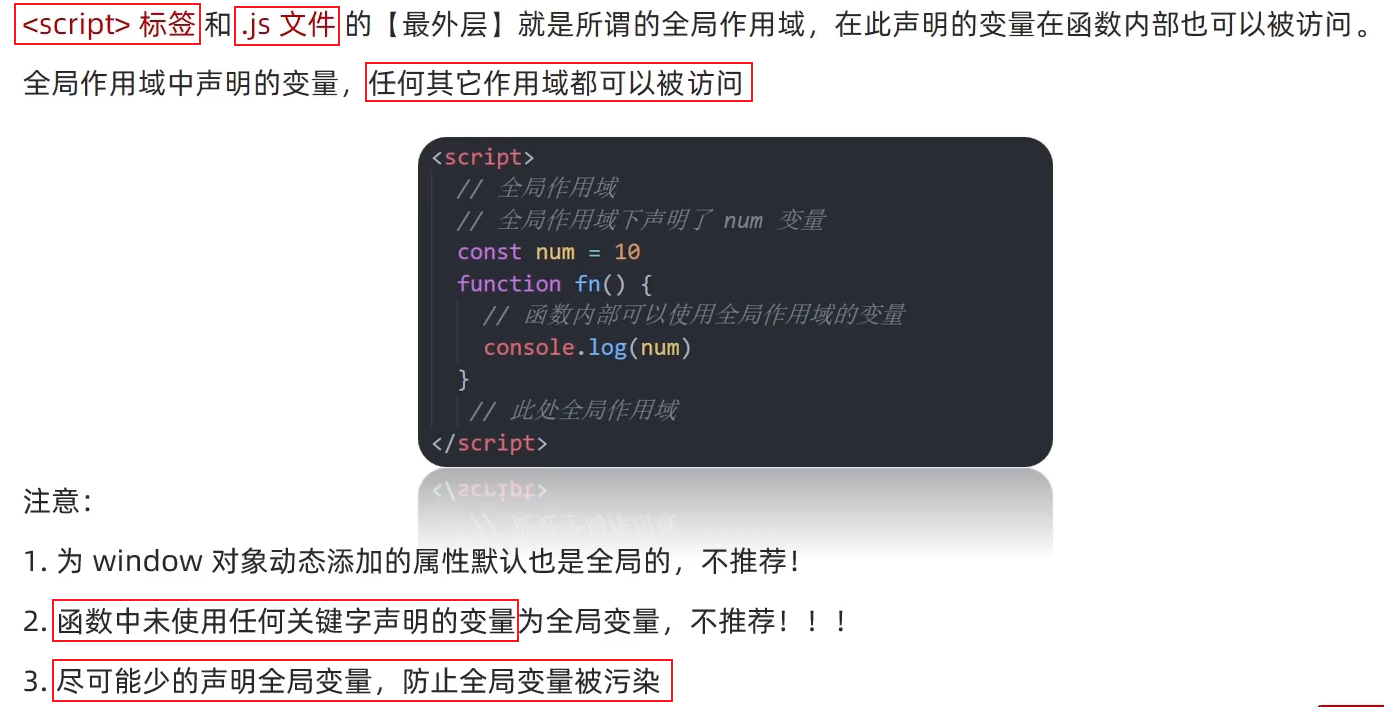 <script> 标签和 .js 文件 的【最外层】就是所谓的全局作用域，在此声明的变量在函数内部也可以被访问。
全局作用域中声明的变量，任何其它作用域都可以被访问
<script>
// 全局作用域
// 全局作用域下声明了 num 变量
const num = 10
function fn() {
// 函数内部可以使用全局作用域的变量
console.log(num)
}
// 此处全局作用域
</script>
注意：
1. 为 window 对象动态添加的属性默认也是全局的，不推荐！
2. 函数中未使用任何关键字声明的变量为全局变量，不推荐！！！
3. 尽可能少的声明全局变量，防止全局变量被污染